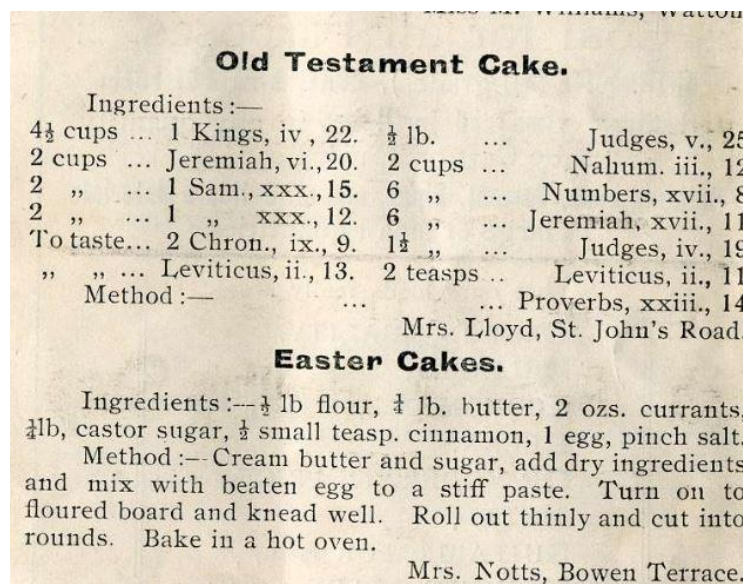 Miss M. Williams, Watton
Old Testament Cake.
Ingredients :—
4½ cups ... 1 Kings, iv , 22. ½ lb. ... Judges, v., 25
2 cups ... Jeremiah, vi., 20. 2 cups ... Nahum. iii., 12
2 „ ... 1 Sam., xxx., 15. 6 „ ... Numbers, xvii., 8
2 „ ... 1 „ xxx., 12. 6 „ ... Jeremiah, xvii., 11
To taste... 2 Chron., ix., 9. 1½ „ ... Judges, iv., 19
„ „ ... Leviticus, ii., 13. 2 teasps .. Leviticus, ii., 11
Method :— ... ... Proverbs, xxiii., 14
Mrs. Lloyd, St. John's Road.
Easter Cakes.
Ingredients :—½ lb flour, ¼ lb. butter, 2 ozs. currants.
¼lb, castor sugar, ½ small teasp. cinnamon, 1 egg, pinch salt.
Method :—Cream butter and sugar, add dry ingredients
and mix with beaten egg to a stiff paste. Turn on to
floured board and knead well. Roll out thinly and cut into
rounds. Bake in a hot oven.
Mrs. Notts, Bowen Terrace.